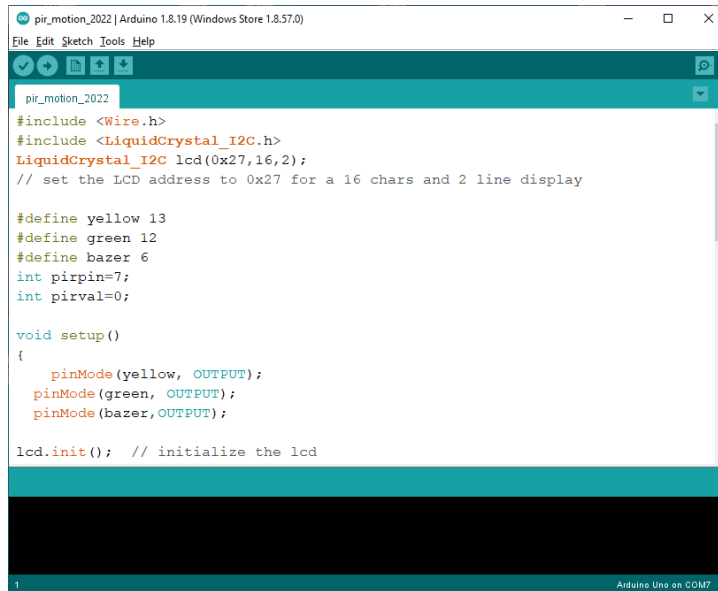 pir_motion_2022 | Arduino 1.8.19 (Windows Store 1.8.57.0)
File Edit Sketch Tools Help
pir_motion_2022
#include <Wire.h>
#include <LiquidCrystal_I2C.h>
LiquidCrystal_I2C lcd(0x27,16,2);
// set the LCD address to 0x27 for a 16 chars and 2 line display

#define yellow 13
#define green 12
#define bazer 6
int pirpin=7;
int pirval=0;

void setup()
{
    pinMode(yellow, OUTPUT);
  pinMode(green, OUTPUT);
  pinMode(bazer,OUTPUT);

lcd.init();  // initialize the lcd
1
Arduino Uno on COM7